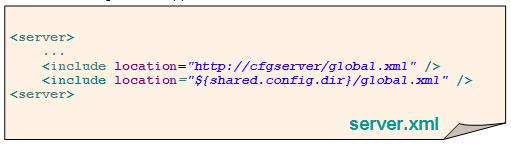 <server>
...
<include location="http://cfgserver/global.xml" />
<include location="${shared.config.dir}/global.xml" />
<server>
server.xml